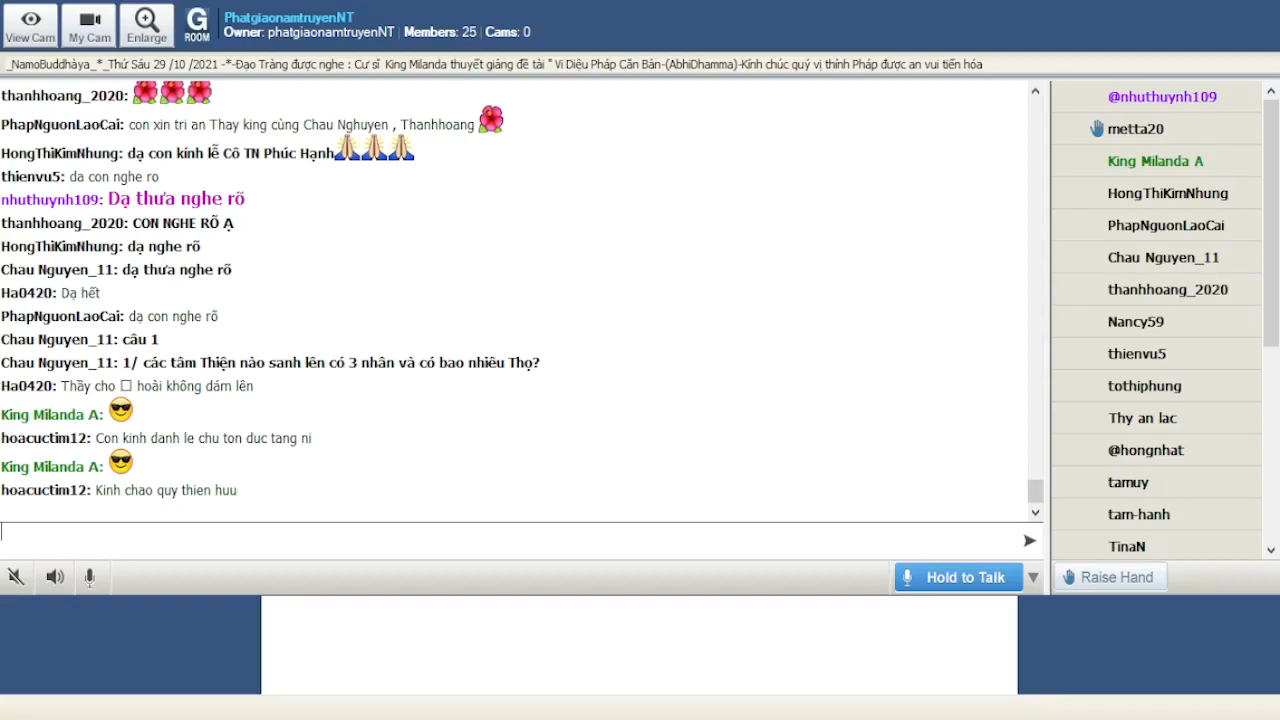 View Cam
My Cam
Enlarge
G
ROOM
PhatgiaonamtruyenNT
Owner: phatgiaonamtruyenNT | Members: 25 | Cams: 0
_NamoBuddhàya_*_Thứ Sáu 29 /10 /2021 -*-Đạo Tràng được nghe : Cư sĩ King Milanda thuyết giảng đề tài " Vi Diệu Pháp Căn Bản-(AbhiDhamma)-Kính chúc quý vị thính Pháp được an vui tiến hóa
thanhhoang_2020:
PhapNguonLaoCai: con xin tri an Thay king cùng Chau Nghuyen , Thanhhoang
HongThiKimNhung: dạ con kính lễ Cô TN Phúc Hạnh
thienvu5: da con nghe ro
nhuthuynh109: Dạ thưa nghe rõ
thanhhoang_2020: CON NGHE RÕ Ạ
HongThiKimNhung: dạ nghe rõ
Chau Nguyen_11: dạ thưa nghe rõ
Ha0420: Dạ hết
PhapNguonLaoCai: dạ con nghe rõ
Chau Nguyen_11: câu 1
Chau Nguyen_11: 1/ các tâm Thiện nào sanh lên có 3 nhân và có bao nhiêu Thọ?
Ha0420: Thầy cho □ hoài không dám lên
King Milanda A:
hoacuctim12: Con kinh danh le chu ton duc tang ni
King Milanda A:
hoacuctim12: Kinh chao quy thien huu
@nhuthuynh109
metta20
King Milanda A
HongThiKimNhung
PhapNguonLaoCai
Chau Nguyen_11
thanhhoang_2020
Nancy59
thienvu5
tothiphung
Thy an lac
@hongnhat
tamuy
tam-hanh
TinaN
Hold to Talk
Raise Hand